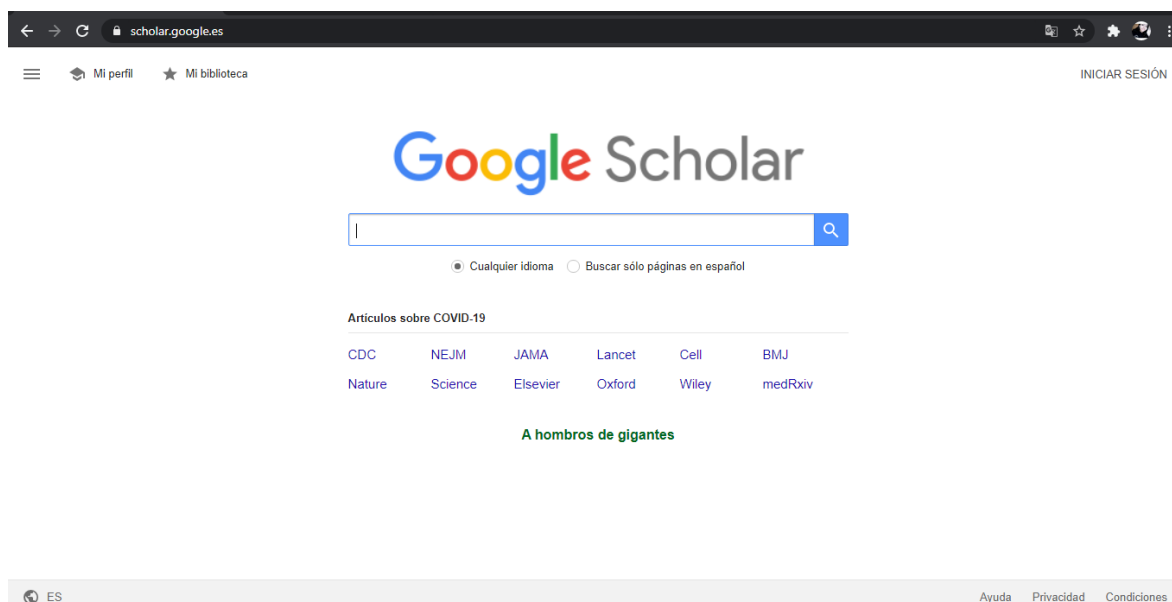 scholar.google.es
Mi perfil Mi biblioteca INICIAR SESIÓN
Google Scholar
Cualquier idioma Buscar sólo páginas en español
Artículos sobre COVID-19
CDC NEJM JAMA Lancet Cell BMJ
Nature Science Elsevier Oxford Wiley medRxiv
A hombros de gigantes
ES Ayuda Privacidad Condiciones